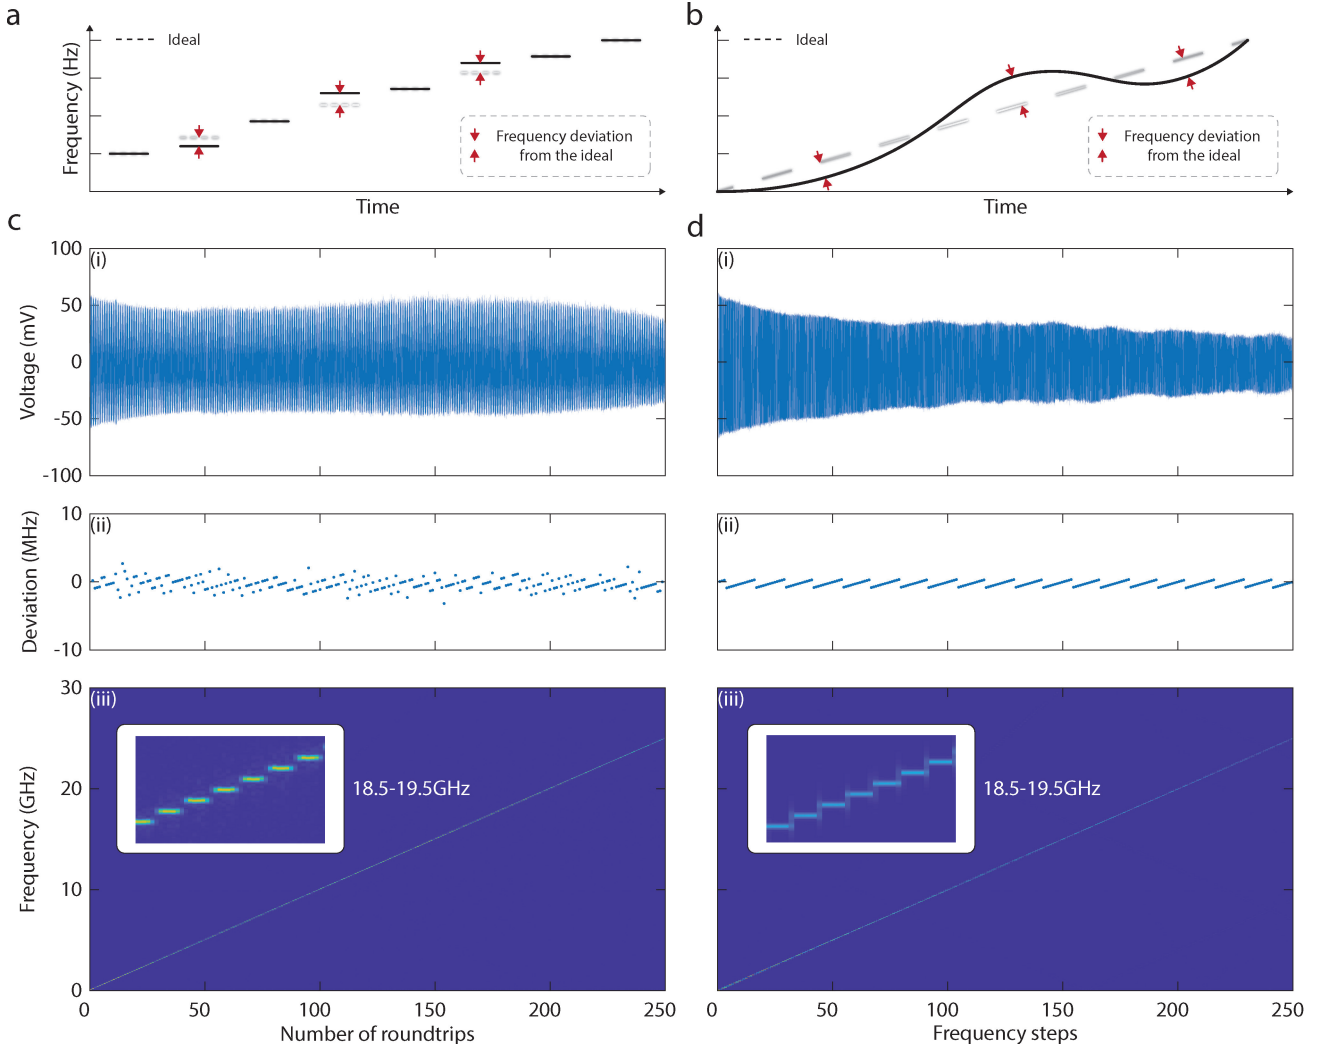 a
Frequency (Hz)
Ideal
Frequency deviation
from the ideal
Time
b
Ideal
Frequency deviation
from the ideal
Time
c
(i)
Voltage (mV)
100
50
0
-50
-100
(ii)
Deviation (MHz)
10
0
-10
(iii)
Frequency (GHz)
30
20
10
0
18.5-19.5GHz
0 50 100 150 200 250
Number of roundtrips
d
(i)
(ii)
(iii)
18.5-19.5GHz
0 50 100 150 200 250
Frequency steps